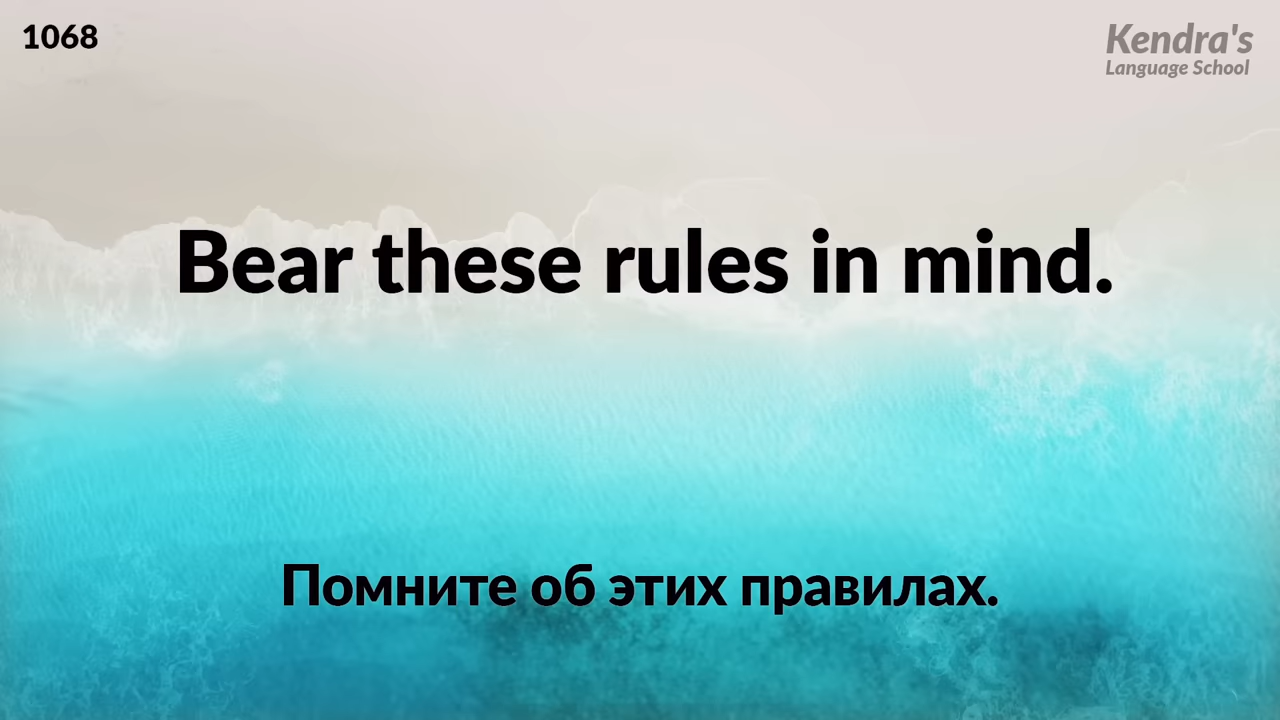 1068
Kendra's
Language School
Bear these rules in mind.
Помните об этих правилах.